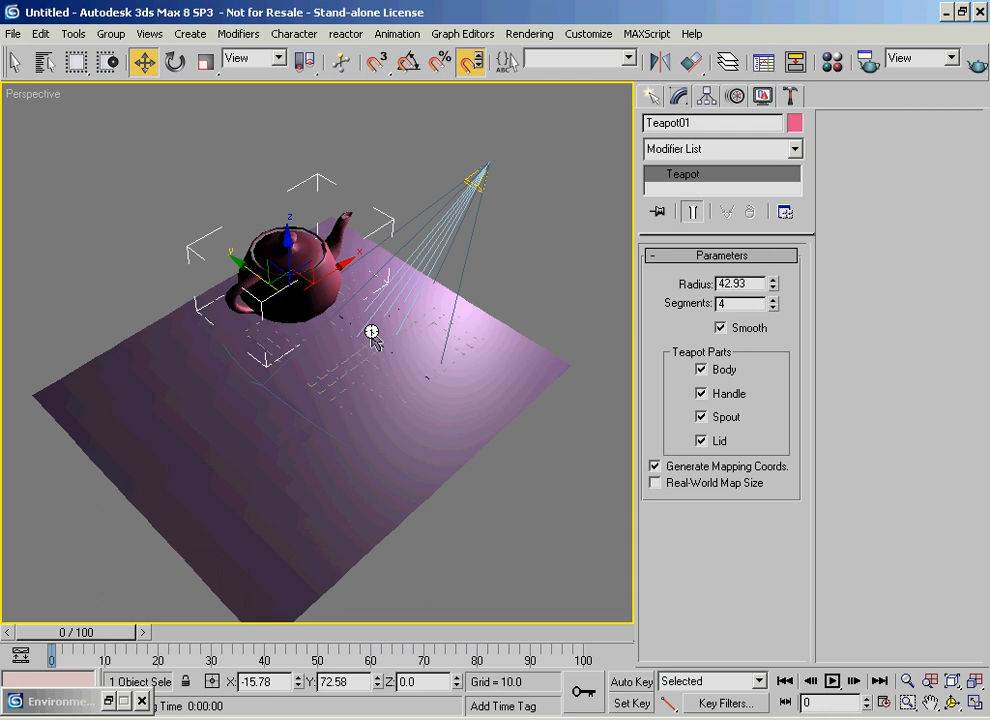 Untitled - Autodesk 3ds Max 8 SP3 - Not for Resale - Stand-alone License
File Edit Tools Group Views Create Modifiers Character reactor Animation Graph Editors Rendering Customize MAXScript Help
View
3
%
ABC
View
Perspective
Teapot01
Modifier List
Teapot
- Parameters
Radius: 42.93
Segments: 4
Smooth
Teapot Parts
Body
Handle
Spout
Lid
Generate Mapping Coords.
Real-World Map Size
z
y
x
< 0 / 100 >
0 10 20 30 40 50 60 70 80 90 100
1 Object Sele X: -15.78 Y: 72.58 Z: 0.0 Grid = 10.0 Auto Key Selected
Environme... Time 0:00:00 Add Time Tag Set Key Key Filters... 0